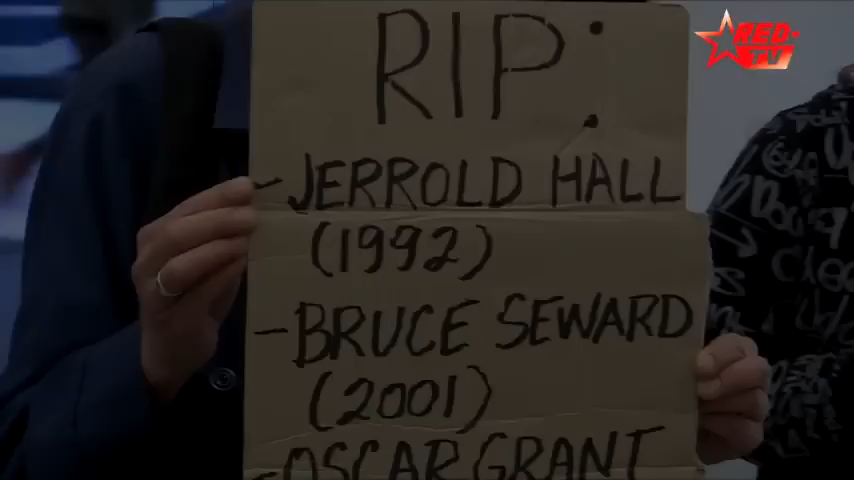 RIP:
- JERROLD HALL
(1992)
- BRUCE SEWARD
(2001)
- OSCAR GRANT
RED
TV